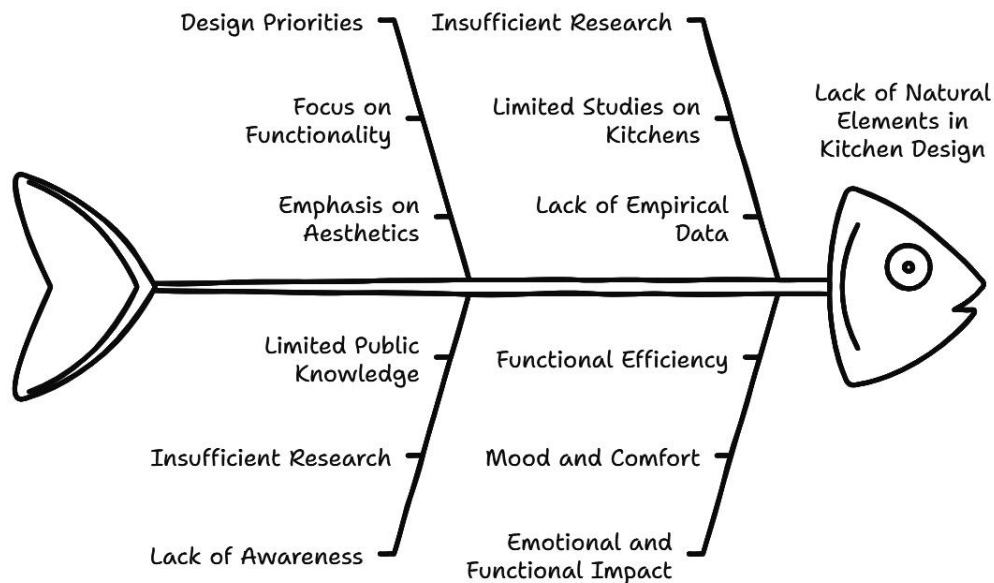 Design Priorities
Focus on
Functionality
Emphasis on
Aesthetics
Insufficient Research
Limited Studies on
Kitchens
Lack of Empirical
Data
Lack of Natural
Elements in
Kitchen Design
Limited Public
Knowledge
Insufficient Research
Lack of Awareness
Functional Efficiency
Mood and Comfort
Emotional and
Functional Impact